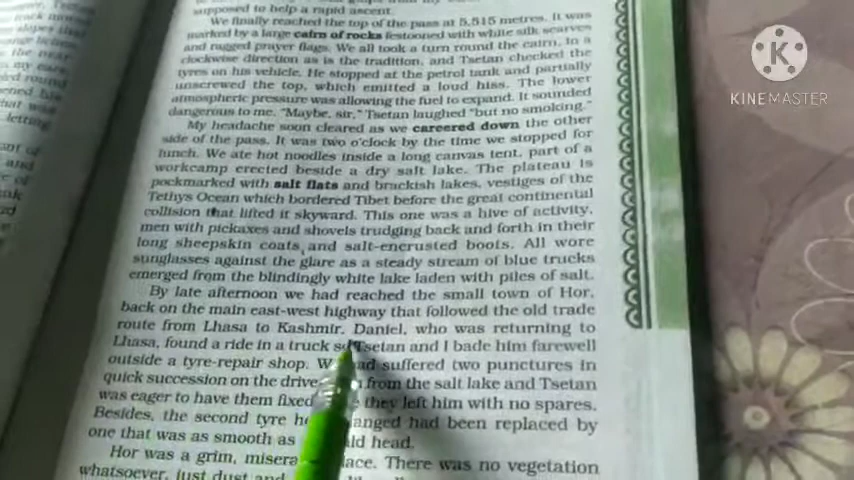 supposed to help a rapid ascent.
We finally reached the top of the pass at 5,515 metres. It was
marked by a large cairn of rocks festooned with white silk scarves
and ragged prayer flags. We all took a turn round the cairn, in a
clockwise direction as is the tradition, and Tsetan checked the
tyres on his vehicle. He stopped at the petrol tank and partially
unscrewed the top, which emitted a loud hiss. The lower
atmospheric pressure was allowing the fuel to expand. It sounded
dangerous to me. "Maybe, sir," Tsetan laughed "but no smoking."
My headache soon cleared as we careered down the other
side of the pass. It was two o'clock by the time we stopped for
lunch. We ate hot noodles inside a long canvas tent, part of a
workcamp erected beside a dry salt lake. The plateau is
pockmarked with salt flats and brackish lakes, vestiges of the
Tethys Ocean which bordered Tibet before the great continental
collision that lifted it skyward. This one was a hive of activity,
men with pickaxes and shovels trudging back and forth in their
long sheepskin coats and salt-encrusted boots. All wore
sunglasses against the glare as a steady stream of blue trucks
emerged from the blindingly white lake laden with piles of salt.
By late afternoon we had reached the small town of Hor,
back on the main east-west highway that followed the old trade
route from Lhasa to Kashmir. Daniel, who was returning to
Lhasa, found a ride in a truck so Tsetan and I bade him farewell
outside a tyre-repair shop. had suffered two punctures in
quick succession on the drive from the salt lake and Tsetan
was eager to have them fixed they left him with no spares.
Besides, the second tyre had been replaced by
one that was as smooth as head.
Hor was a grim, There was no vegetation
whatsoever, just dust and
K
KINEMASTER